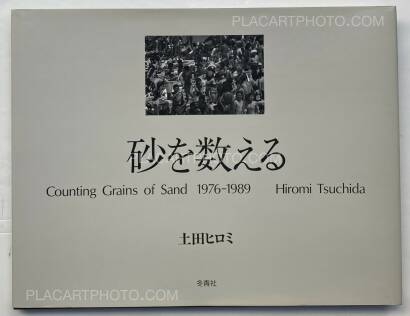 PLACARTPHOTO.COM
砂を数える
Counting Grains of Sand 1976-1989 Hiromi Tsuchida
土田ヒロミ
冬青社
PLACARTPHOTO.COM